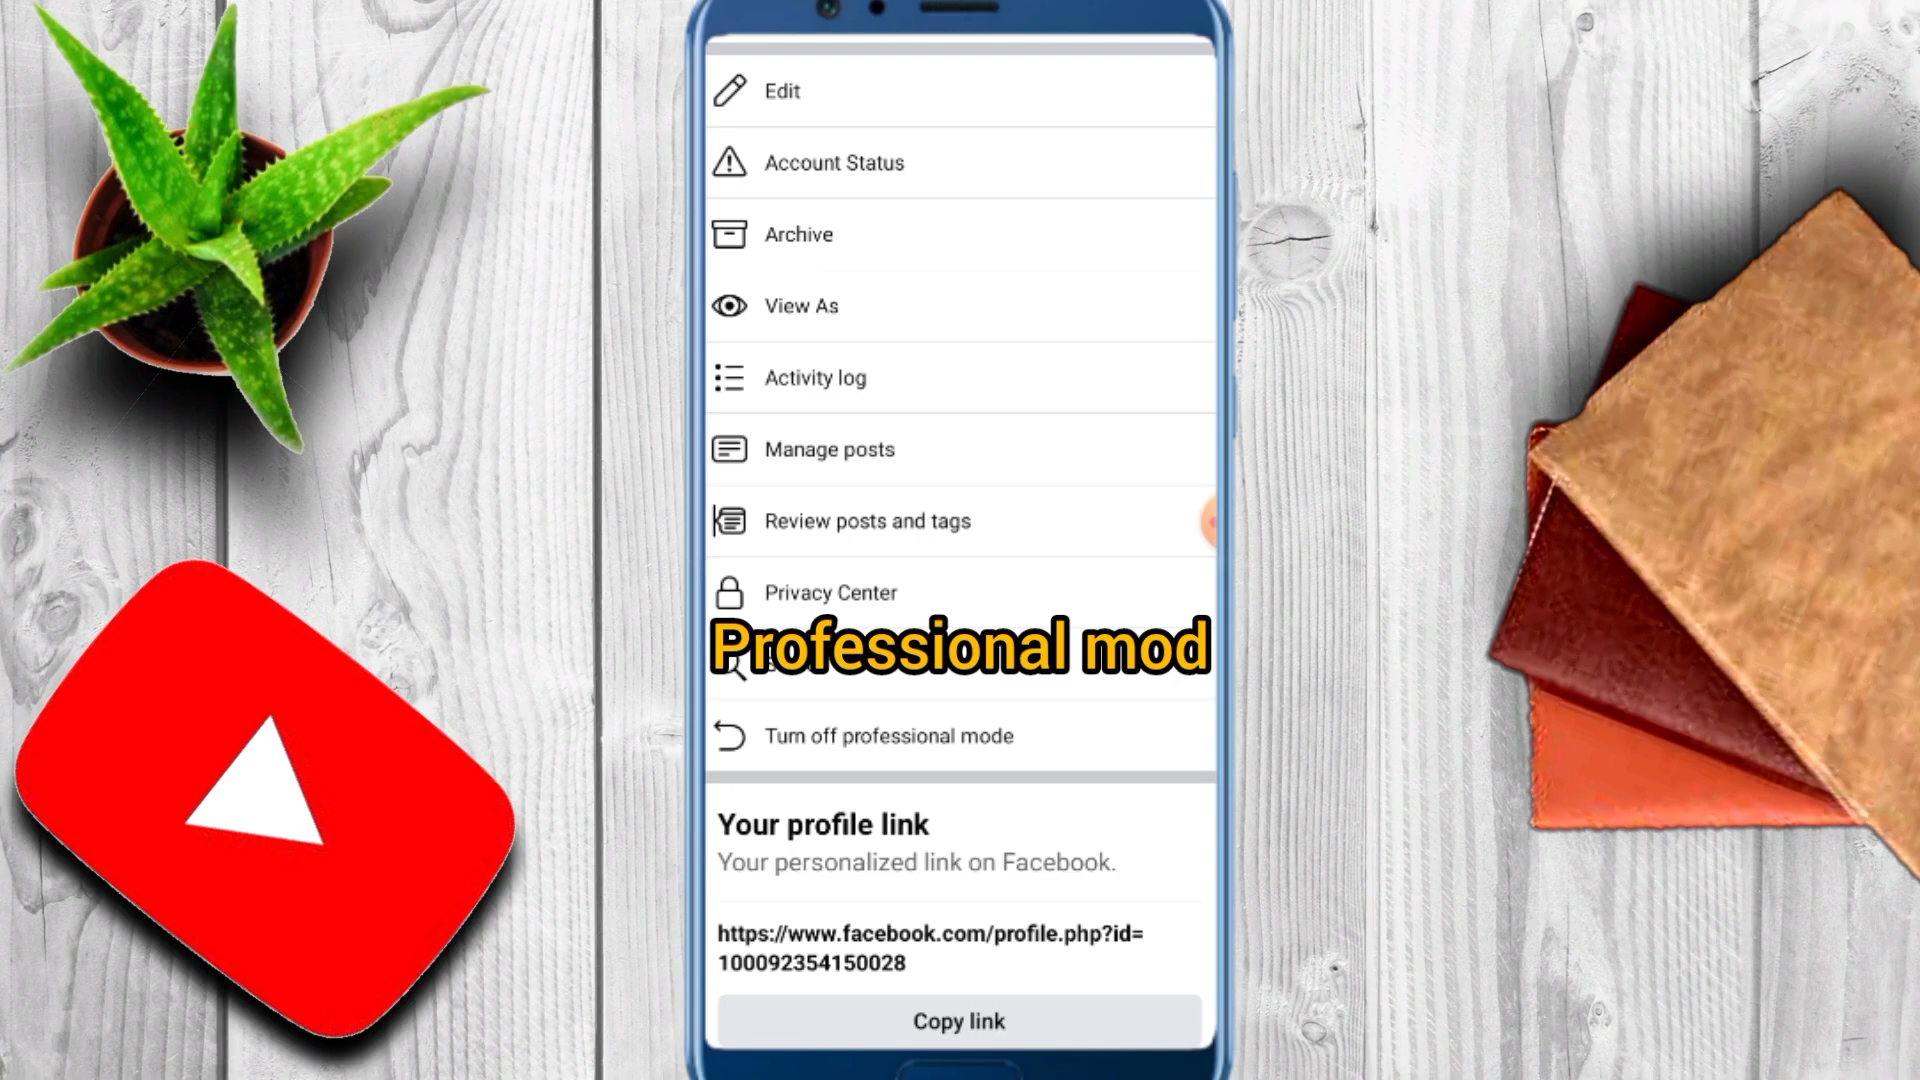 Edit
Account Status
Archive
View As
Activity log
Manage posts
Review posts and tags
Privacy Center
Professional mod
Turn off professional mode
Your profile link
Your personalized link on Facebook.
https://www.facebook.com/profile.php?id=
100092354150028
Copy link